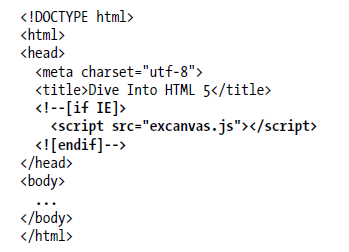 <!DOCTYPE html>
<html>
<head>
  <meta charset="utf-8">
  <title>Dive Into HTML 5</title>
  <!--[if IE]>
    <script src="excanvas.js"></script>
  <![endif]-->
</head>
<body>
  ...
</body>
</html>